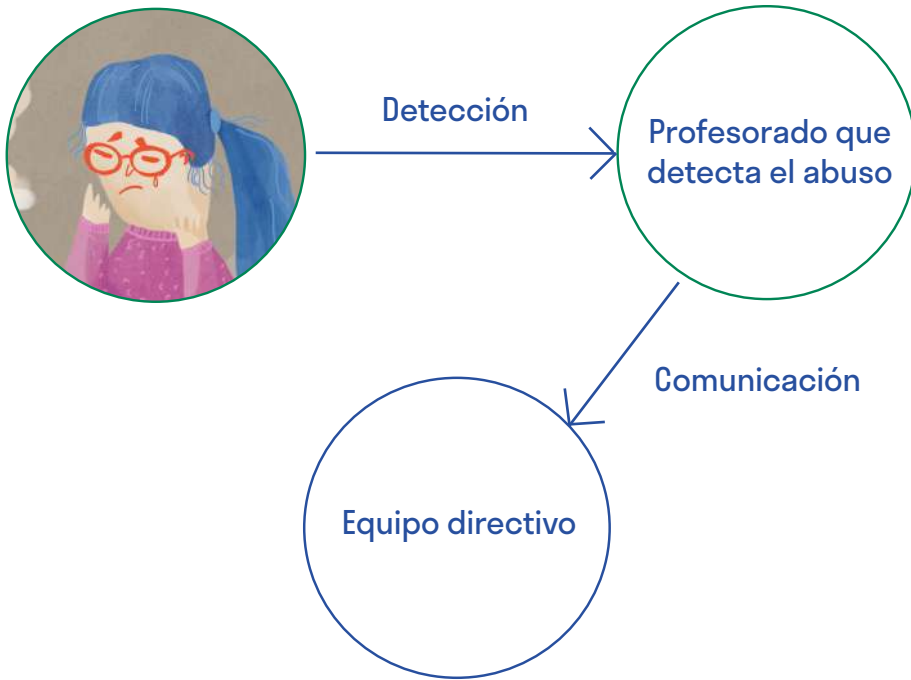 Detección
Profesorado que
detecta el abuso
Comunicación
Equipo directivo